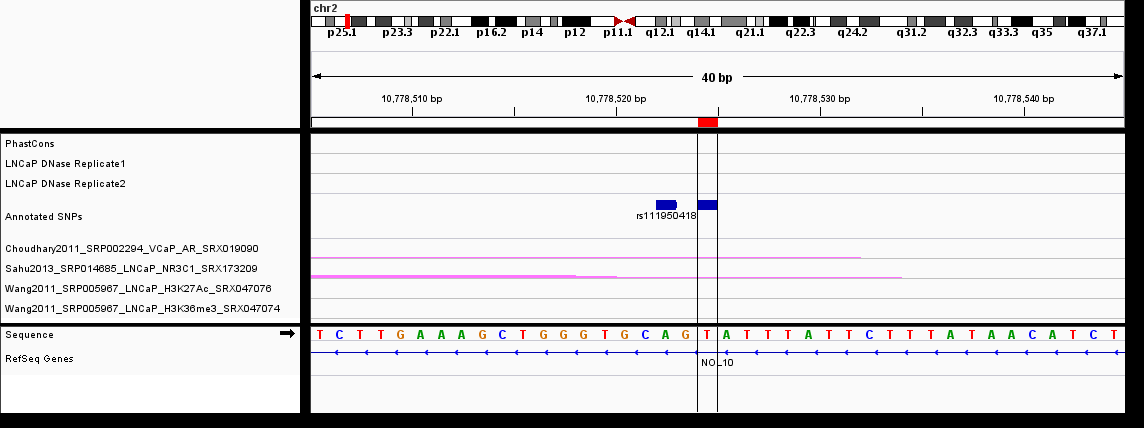 chr2
p25.1 p23.3 p22.1 p16.2 p14 p12 p11.1 q12.1 q14.1 q21.1 q22.3 q24.2 q31.2 q32.3 q33.3 q35 q37.1
40 bp
10,778,510 bp 10,778,520 bp 10,778,530 bp 10,778,540 bp
PhastCons
LNCaP DNase Replicate1
LNCaP DNase Replicate2
Annotated SNPs
rs111950418
Choudhary2011_SRP002294_VCaP_AR_SRX019090
Sahu2013_SRP014685_LNCaP_NR3C1_SRX173209
Wang2011_SRP005967_LNCaP_H3K27Ac_SRX047076
Wang2011_SRP005967_LNCaP_H3K36me3_SRX047074
Sequence T C T T G A A A G C T G G G T G C A G T A T T T A T T C T T T A T A A C A T C T
RefSeq Genes
NOL10